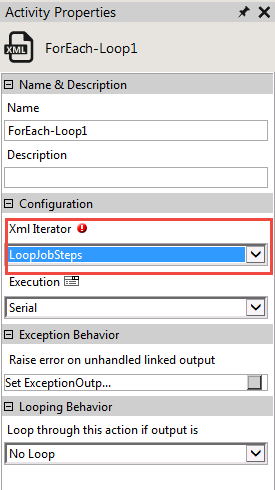 Activity Properties
XML
ForEach-Loop1
Name & Description
Name
ForEach-Loop1
Description
Configuration
Xml Iterator
LoopJobSteps
Execution
Serial
Exception Behavior
Raise error on unhandled linked output
Set ExceptionOutp...
Looping Behavior
Loop through this action if output is
No Loop